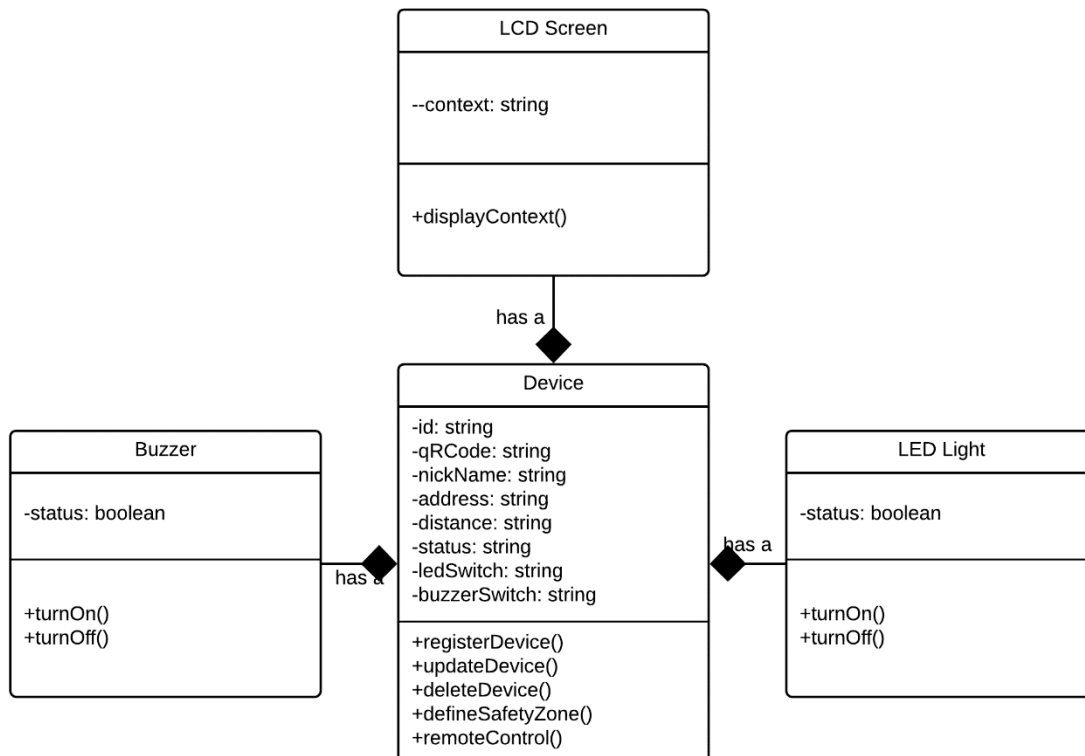 LCD Screen
--context: string
+displayContext()
has a
Device
-id: string
-qRCode: string
-nickName: string
-address: string
-distance: string
-status: string
-ledSwitch: string
-buzzerSwitch: string
+registerDevice()
+updateDevice()
+deleteDevice()
+defineSafetyZone()
+remoteControl()
Buzzer
-status: boolean
+turnOn()
+turnOff()
has a
LED Light
-status: boolean
+turnOn()
+turnOff()
has a